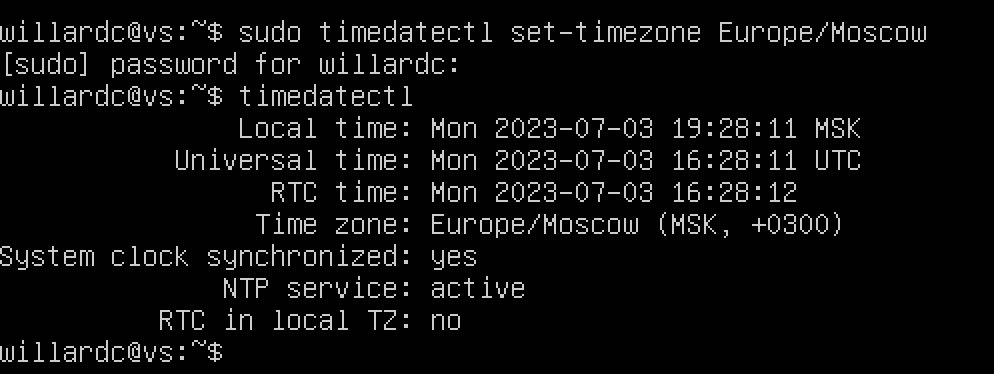 willardc@vs:~$ sudo timedatectl set-timezone Europe/Moscow
[sudo] password for willardc:
willardc@vs:~$ timedatectl
Local time: Mon 2023-07-03 19:28:11 MSK
Universal time: Mon 2023-07-03 16:28:11 UTC
RTC time: Mon 2023-07-03 16:28:12
Time zone: Europe/Moscow (MSK, +0300)
System clock synchronized: yes
NTP service: active
RTC in local TZ: no
willardc@vs:~$